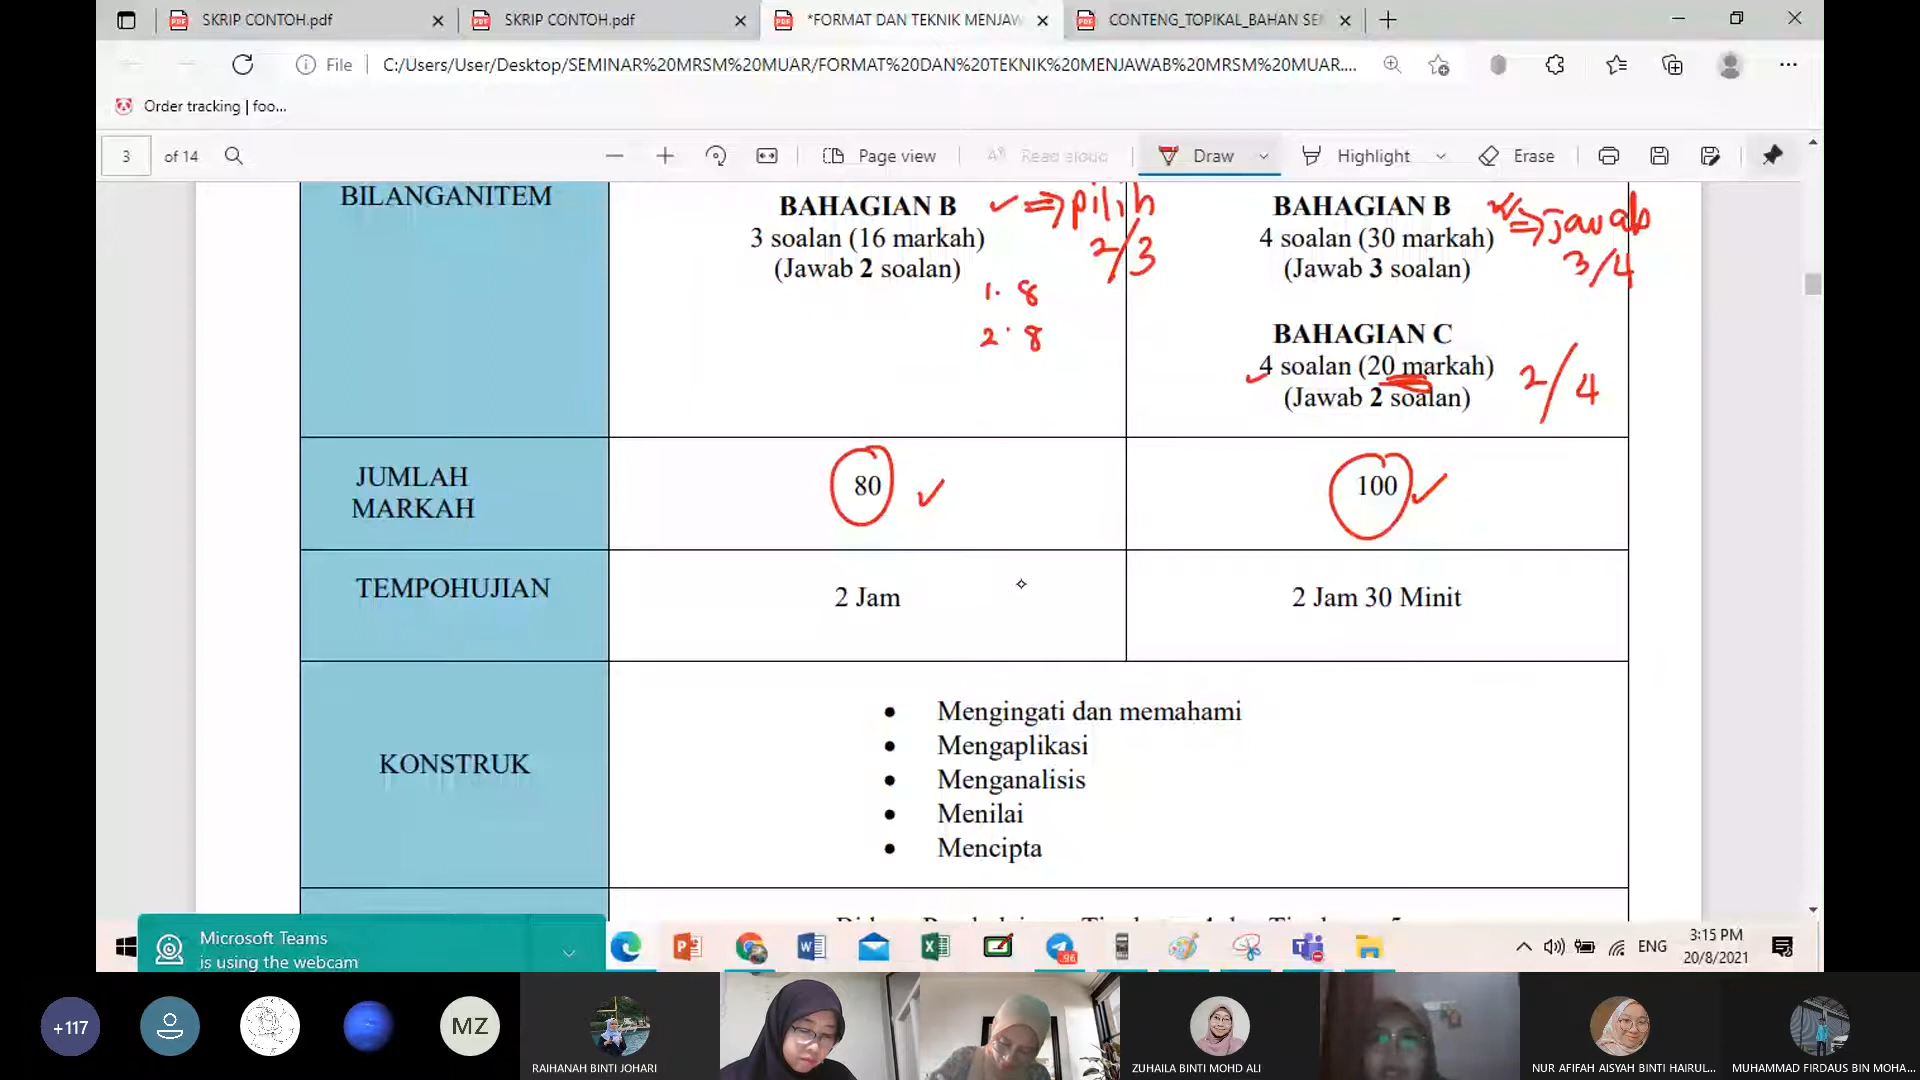 SKRIP CONTOH.pdf
SKRIP CONTOH.pdf
*FORMAT DAN TEKNIK MENJAW
CONTENG_TOPIKAL_BAHAN SE
File
C:/Users/User/Desktop/SEMINAR%20MRSM%20MUAR/FORMAT%20DAN%20TEKNIK%20MENJAWAB%20MRSM%20MUAR....
Order tracking | foo...
3 of 14
Page view
Read aloud
Draw
Highlight
Erase
BILANGANITEM
BAHAGIAN B
3 soalan (16 markah)
(Jawab 2 soalan)
⇒ pilih
2/3
1. 8
2. 8
BAHAGIAN B
4 soalan (30 markah)
(Jawab 3 soalan)
⇒ jawab
3/4
BAHAGIAN C
4 soalan (20 markah)
(Jawab 2 soalan)
2/4
JUMLAH
MARKAH
80
100
TEMPOHUJIAN
2 Jam
2 Jam 30 Minit
KONSTRUK
• Mengingati dan memahami
• Mengaplikasi
• Menganalisis
• Menilai
• Mencipta
Microsoft Teams
is using the webcam
96
ENG
3:15 PM
20/8/2021
+117
MZ
RAIHANAH BINTI JOHARI
ZUHAILA BINTI MOHD ALI
NUR AFIFAH AISYAH BINTI HAIRUL...
MUHAMMAD FIRDAUS BIN MOHA...